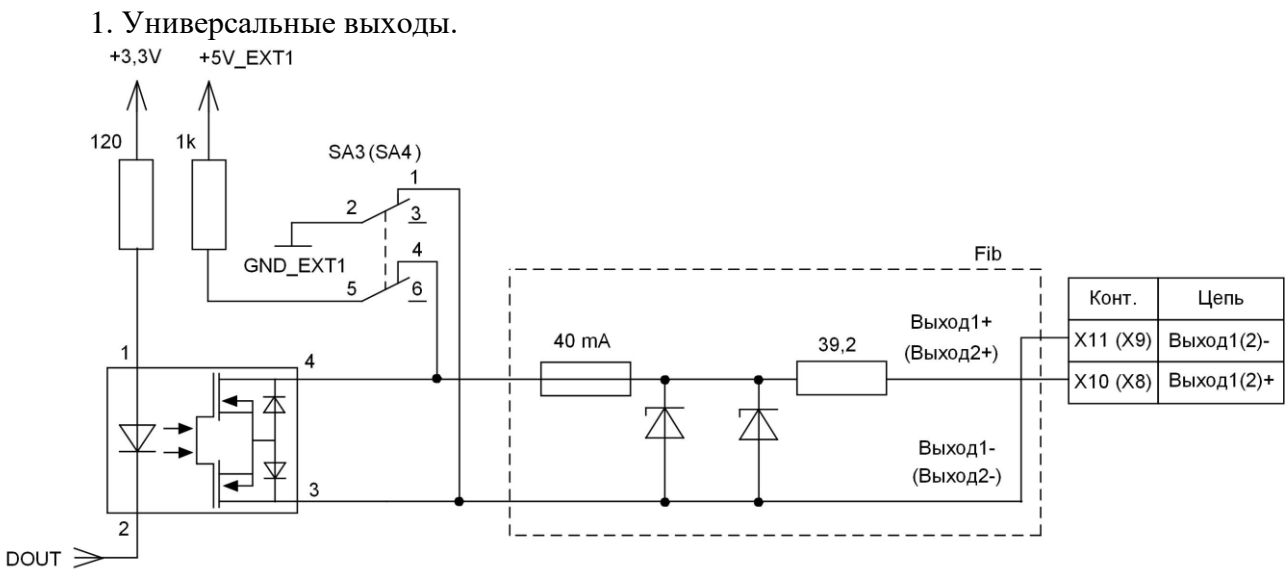 1. Универсальные выходы.
+3,3V
+5V_EXT1
120
1k
SA3 (SA4)
1
2
3
GND_EXT1
4
5
6
Fib
Конт.
Цепь
Выход1+
(Выход2+)
X11 (X9)
Выход1(2)-
1
4
40 mA
39,2
X10 (X8)
Выход1(2)+
Выход1-
(Выход2-)
3
2
DOUT